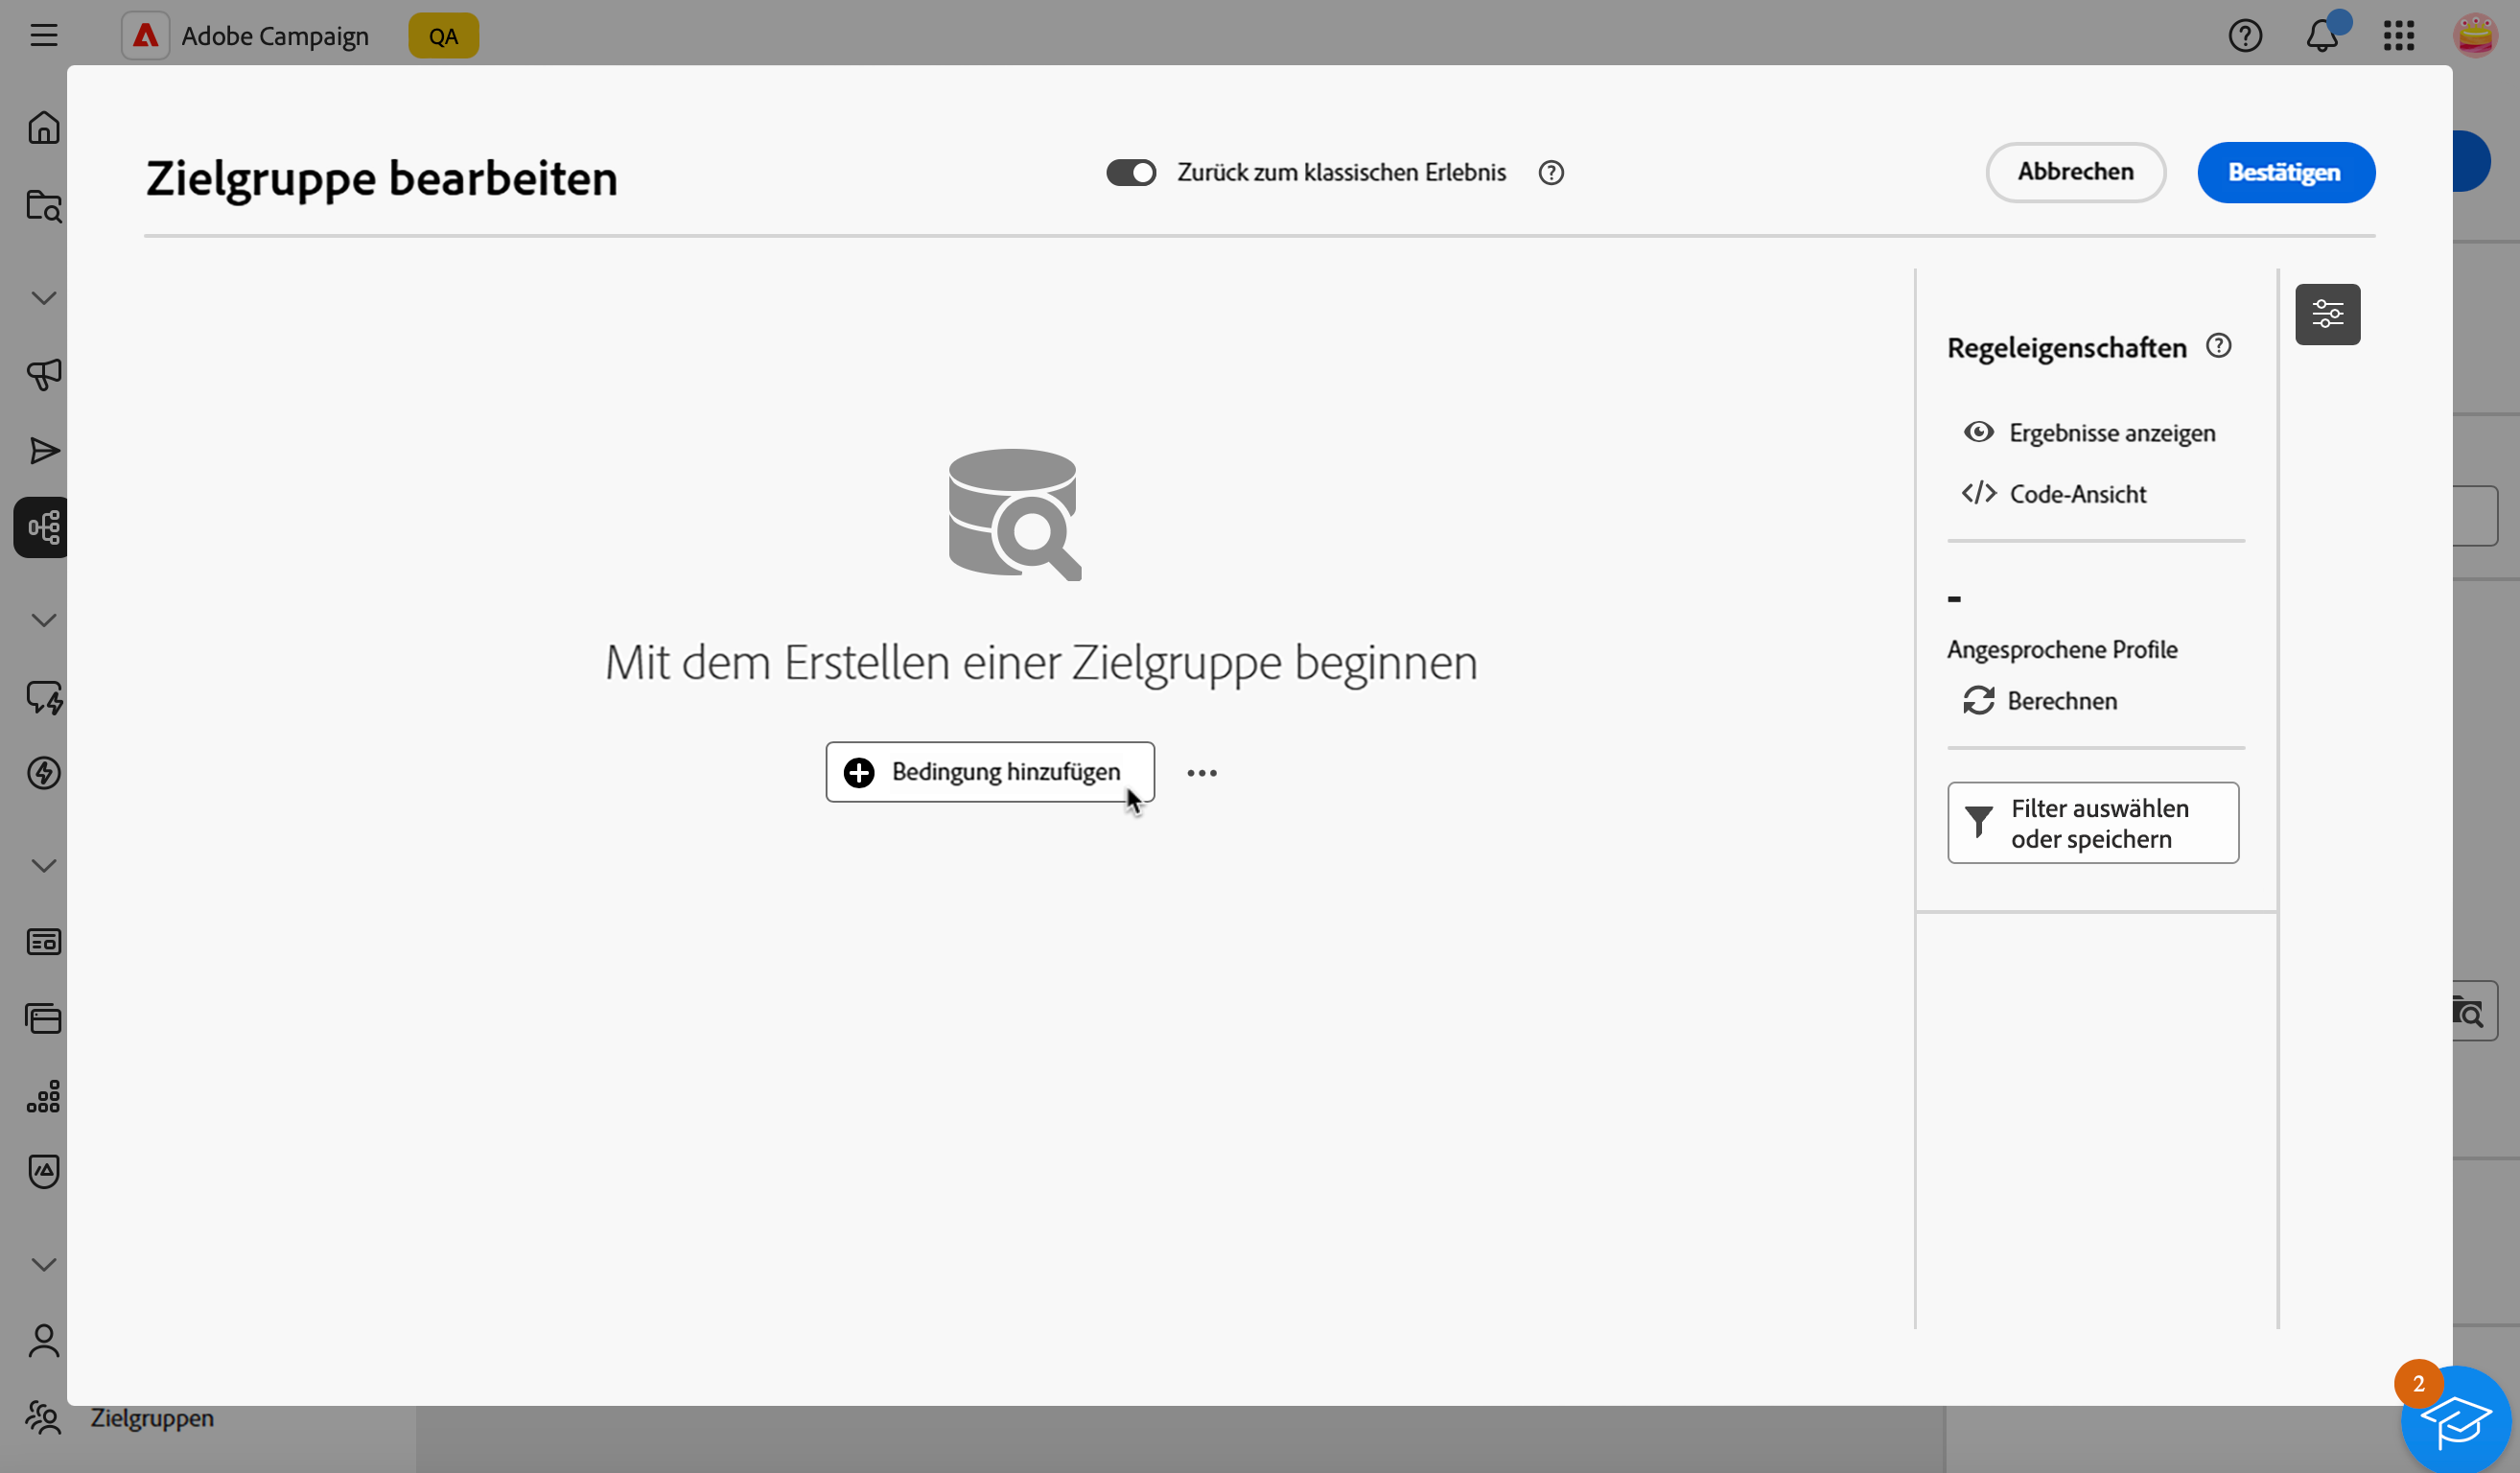 Adobe Campaign
QA
Zielgruppe bearbeiten
Zurück zum klassischen Erlebnis
Abbrechen
Bestätigen
Regeleigenschaften
Ergebnisse anzeigen
</> Code-Ansicht
-
Angesprochene Profile
Berechnen
Filter auswählen
oder speichern
Mit dem Erstellen einer Zielgruppe beginnen
Bedingung hinzufügen
Zielgruppen
2